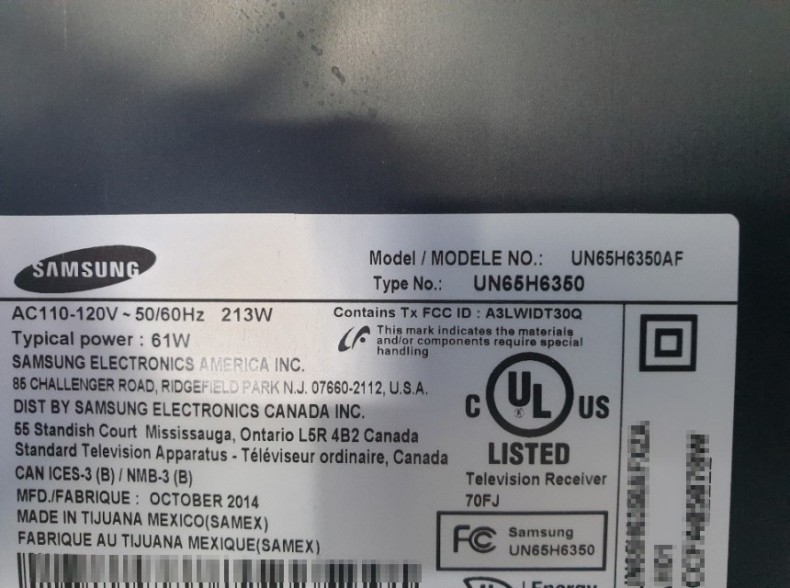 SAMSUNG
Model / MODELE NO.: UN65H6350AF
Type No.: UN65H6350
AC110-120V ~ 50/60Hz 213W
Typical power : 61W
SAMSUNG ELECTRONICS AMERICA INC.
85 CHALLENGER ROAD, RIDGEFIELD PARK N.J. 07660-2112, U.S.A.
DIST BY SAMSUNG ELECTRONICS CANADA INC.
55 Standish Court Mississauga, Ontario L5R 4B2 Canada
Standard Television Apparatus - Téléviseur ordinaire, Canada
CAN ICES-3 (B) / NMB-3 (B)
MFD./FABRIQUE : OCTOBER 2014
MADE IN TIJUANA MEXICO(SAMEX)
FABRIQUE AU TIJUANA MEXIQUE(SAMEX)
Contains Tx FCC ID : A3LWIDT30Q
This mark indicates the materials
and/or components require special
handling
C UL US
®
LISTED
Television Receiver
70FJ
FC Samsung
UN65H6350
Energy